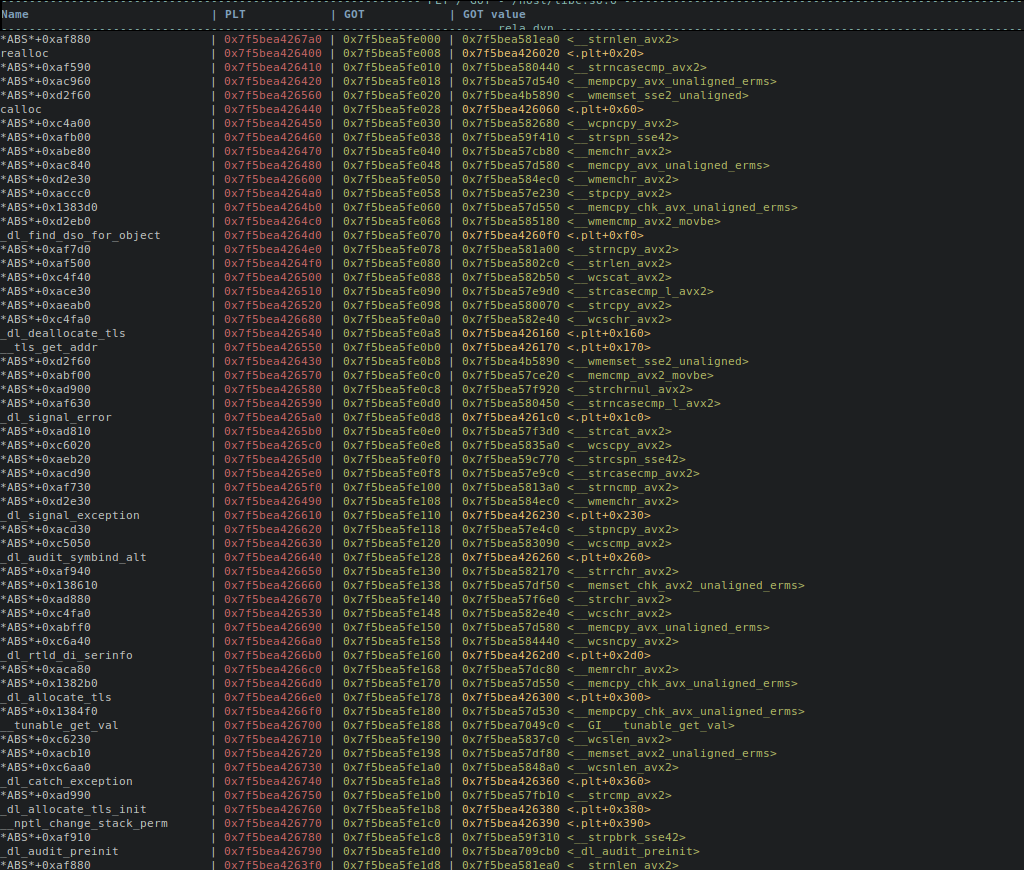 PLT / GOT - /host/libc.so.6
Name | PLT | GOT | GOT value
.rela.dyn
*ABS*+0xaf880 | 0x7f5bea4267a0 | 0x7f5bea5fe000 | 0x7f5bea581ea0 <__strnlen_avx2>
realloc | 0x7f5bea426400 | 0x7f5bea5fe008 | 0x7f5bea426020 <.plt+0x20>
*ABS*+0xaf590 | 0x7f5bea426410 | 0x7f5bea5fe010 | 0x7f5bea580440 <__strncasecmp_avx2>
*ABS*+0xac960 | 0x7f5bea426420 | 0x7f5bea5fe018 | 0x7f5bea57d540 <__mempcpy_avx_unaligned_erms>
*ABS*+0xd2f60 | 0x7f5bea426560 | 0x7f5bea5fe020 | 0x7f5bea4b5890 <__wmemset_sse2_unaligned>
calloc | 0x7f5bea426440 | 0x7f5bea5fe028 | 0x7f5bea426060 <.plt+0x60>
*ABS*+0xc4a00 | 0x7f5bea426450 | 0x7f5bea5fe030 | 0x7f5bea582680 <__wcpncpy_avx2>
*ABS*+0xafb00 | 0x7f5bea426460 | 0x7f5bea5fe038 | 0x7f5bea59f410 <__strspn_sse42>
*ABS*+0xabe80 | 0x7f5bea426470 | 0x7f5bea5fe040 | 0x7f5bea57cb80 <__memchr_avx2>
*ABS*+0xac840 | 0x7f5bea426480 | 0x7f5bea5fe048 | 0x7f5bea57d580 <__memcpy_avx_unaligned_erms>
*ABS*+0xd2e30 | 0x7f5bea426600 | 0x7f5bea5fe050 | 0x7f5bea584ec0 <__wmemchr_avx2>
*ABS*+0xaccc0 | 0x7f5bea4264a0 | 0x7f5bea5fe058 | 0x7f5bea57e230 <__stpcpy_avx2>
*ABS*+0x1383d0 | 0x7f5bea4264b0 | 0x7f5bea5fe060 | 0x7f5bea57d550 <__memcpy_chk_avx_unaligned_erms>
*ABS*+0xd2eb0 | 0x7f5bea4264c0 | 0x7f5bea5fe068 | 0x7f5bea585180 <__wmemcmp_avx2_movbe>
_dl_find_dso_for_object | 0x7f5bea4264d0 | 0x7f5bea5fe070 | 0x7f5bea4260f0 <.plt+0xf0>
*ABS*+0xaf7d0 | 0x7f5bea4264e0 | 0x7f5bea5fe078 | 0x7f5bea581a00 <__strncpy_avx2>
*ABS*+0xaf500 | 0x7f5bea4264f0 | 0x7f5bea5fe080 | 0x7f5bea5802c0 <__strlen_avx2>
*ABS*+0xc4f40 | 0x7f5bea426500 | 0x7f5bea5fe088 | 0x7f5bea582b50 <__wcscat_avx2>
*ABS*+0xace30 | 0x7f5bea426510 | 0x7f5bea5fe090 | 0x7f5bea57e9d0 <__strcasecmp_l_avx2>
*ABS*+0xaeab0 | 0x7f5bea426520 | 0x7f5bea5fe098 | 0x7f5bea580070 <__strcpy_avx2>
*ABS*+0xc4fa0 | 0x7f5bea426680 | 0x7f5bea5fe0a0 | 0x7f5bea582e40 <__wcschr_avx2>
_dl_deallocate_tls | 0x7f5bea426540 | 0x7f5bea5fe0a8 | 0x7f5bea426160 <.plt+0x160>
__tls_get_addr | 0x7f5bea426550 | 0x7f5bea5fe0b0 | 0x7f5bea426170 <.plt+0x170>
*ABS*+0xd2f60 | 0x7f5bea426430 | 0x7f5bea5fe0b8 | 0x7f5bea4b5890 <__wmemset_sse2_unaligned>
*ABS*+0xabf00 | 0x7f5bea426570 | 0x7f5bea5fe0c0 | 0x7f5bea57ce20 <__memcmp_avx2_movbe>
*ABS*+0xad900 | 0x7f5bea426580 | 0x7f5bea5fe0c8 | 0x7f5bea57f920 <__strchrnul_avx2>
*ABS*+0xaf630 | 0x7f5bea426590 | 0x7f5bea5fe0d0 | 0x7f5bea580450 <__strncasecmp_l_avx2>
_dl_signal_error | 0x7f5bea4265a0 | 0x7f5bea5fe0d8 | 0x7f5bea4261c0 <.plt+0x1c0>
*ABS*+0xad810 | 0x7f5bea4265b0 | 0x7f5bea5fe0e0 | 0x7f5bea57f3d0 <__strcat_avx2>
*ABS*+0xc6020 | 0x7f5bea4265c0 | 0x7f5bea5fe0e8 | 0x7f5bea5835a0 <__wcscpy_avx2>
*ABS*+0xaeb20 | 0x7f5bea4265d0 | 0x7f5bea5fe0f0 | 0x7f5bea59c770 <__strcspn_sse42>
*ABS*+0xacd90 | 0x7f5bea4265e0 | 0x7f5bea5fe0f8 | 0x7f5bea57e9c0 <__strcasecmp_avx2>
*ABS*+0xaf730 | 0x7f5bea4265f0 | 0x7f5bea5fe100 | 0x7f5bea5813a0 <__strncmp_avx2>
*ABS*+0xd2e30 | 0x7f5bea426490 | 0x7f5bea5fe108 | 0x7f5bea584ec0 <__wmemchr_avx2>
_dl_signal_exception | 0x7f5bea426610 | 0x7f5bea5fe110 | 0x7f5bea426230 <.plt+0x230>
*ABS*+0xacd30 | 0x7f5bea426620 | 0x7f5bea5fe118 | 0x7f5bea57e4c0 <__stpncpy_avx2>
*ABS*+0xc5050 | 0x7f5bea426630 | 0x7f5bea5fe120 | 0x7f5bea583090 <__wcscmp_avx2>
_dl_audit_symbind_alt | 0x7f5bea426640 | 0x7f5bea5fe128 | 0x7f5bea426260 <.plt+0x260>
*ABS*+0xaf940 | 0x7f5bea426650 | 0x7f5bea5fe130 | 0x7f5bea582170 <__strrchr_avx2>
*ABS*+0x138610 | 0x7f5bea426660 | 0x7f5bea5fe138 | 0x7f5bea57df50 <__memset_chk_avx2_unaligned_erms>
*ABS*+0xad880 | 0x7f5bea426670 | 0x7f5bea5fe140 | 0x7f5bea57f6e0 <__strchr_avx2>
*ABS*+0xc4fa0 | 0x7f5bea426530 | 0x7f5bea5fe148 | 0x7f5bea582e40 <__wcschr_avx2>
*ABS*+0xabff0 | 0x7f5bea426690 | 0x7f5bea5fe150 | 0x7f5bea57d580 <__memcpy_avx_unaligned_erms>
*ABS*+0xc6a40 | 0x7f5bea4266a0 | 0x7f5bea5fe158 | 0x7f5bea584440 <__wcsncpy_avx2>
_dl_rtld_di_serinfo | 0x7f5bea4266b0 | 0x7f5bea5fe160 | 0x7f5bea4262d0 <.plt+0x2d0>
*ABS*+0xaca80 | 0x7f5bea4266c0 | 0x7f5bea5fe168 | 0x7f5bea57dc80 <__memrchr_avx2>
*ABS*+0x1382b0 | 0x7f5bea4266d0 | 0x7f5bea5fe170 | 0x7f5bea57d550 <__memcpy_chk_avx_unaligned_erms>
_dl_allocate_tls | 0x7f5bea4266e0 | 0x7f5bea5fe178 | 0x7f5bea426300 <.plt+0x300>
*ABS*+0x1384f0 | 0x7f5bea4266f0 | 0x7f5bea5fe180 | 0x7f5bea57d530 <__mempcpy_chk_avx_unaligned_erms>
__tunable_get_val | 0x7f5bea426700 | 0x7f5bea5fe188 | 0x7f5bea7049c0 <__GI___tunable_get_val>
*ABS*+0xc6230 | 0x7f5bea426710 | 0x7f5bea5fe190 | 0x7f5bea5837c0 <__wcslen_avx2>
*ABS*+0xacb10 | 0x7f5bea426720 | 0x7f5bea5fe198 | 0x7f5bea57df80 <__memset_avx2_unaligned_erms>
*ABS*+0xc6aa0 | 0x7f5bea426730 | 0x7f5bea5fe1a0 | 0x7f5bea5848a0 <__wcsnlen_avx2>
_dl_catch_exception | 0x7f5bea426740 | 0x7f5bea5fe1a8 | 0x7f5bea426360 <.plt+0x360>
*ABS*+0xad990 | 0x7f5bea426750 | 0x7f5bea5fe1b0 | 0x7f5bea57fb10 <__strcmp_avx2>
_dl_allocate_tls_init | 0x7f5bea426760 | 0x7f5bea5fe1b8 | 0x7f5bea426380 <.plt+0x380>
__nptl_change_stack_perm | 0x7f5bea426770 | 0x7f5bea5fe1c0 | 0x7f5bea426390 <.plt+0x390>
*ABS*+0xaf910 | 0x7f5bea426780 | 0x7f5bea5fe1c8 | 0x7f5bea59f310 <__strpbrk_sse42>
_dl_audit_preinit | 0x7f5bea426790 | 0x7f5bea5fe1d0 | 0x7f5bea709cb0 <_dl_audit_preinit>
*ABS*+0xaf880 | 0x7f5bea4263f0 | 0x7f5bea5fe1d8 | 0x7f5bea581ea0 <__strnlen_avx2>